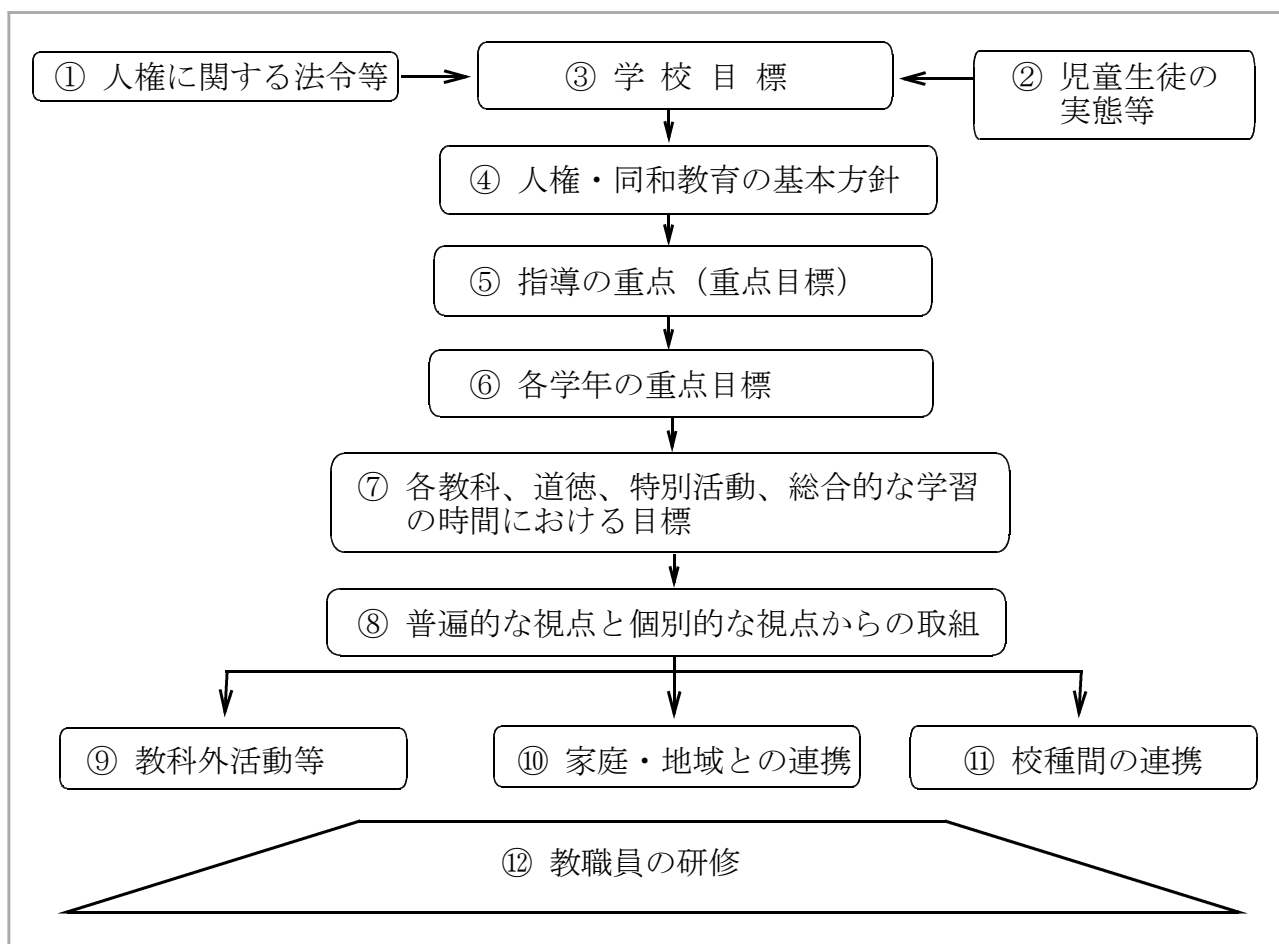 ① 人権に関する法令等
③ 学 校 目 標
② 児童生徒の
実態等
④ 人権・同和教育の基本方針
⑤ 指導の重点（重点目標）
⑥ 各学年の重点目標
⑦ 各教科、道徳、特別活動、総合的な学習
の時間における目標
⑧ 普遍的な視点と個別的な視点からの取組
⑨ 教科外活動等
⑩ 家庭・地域との連携
⑪ 校種間の連携
⑫ 教職員の研修